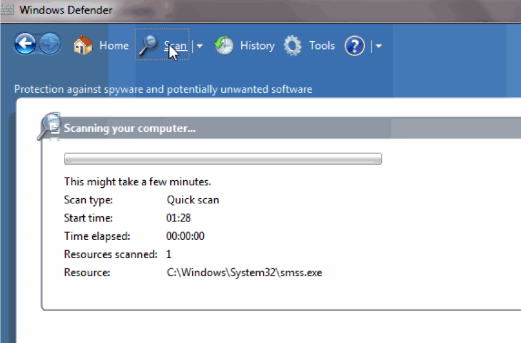 Windows Defender
Home Scan History Tools ?
Protection against spyware and potentially unwanted software
Scanning your computer...
This might take a few minutes.
Scan type: Quick scan
Start time: 01:28
Time elapsed: 00:00:00
Resources scanned: 1
Resource: C:\Windows\System32\smss.exe